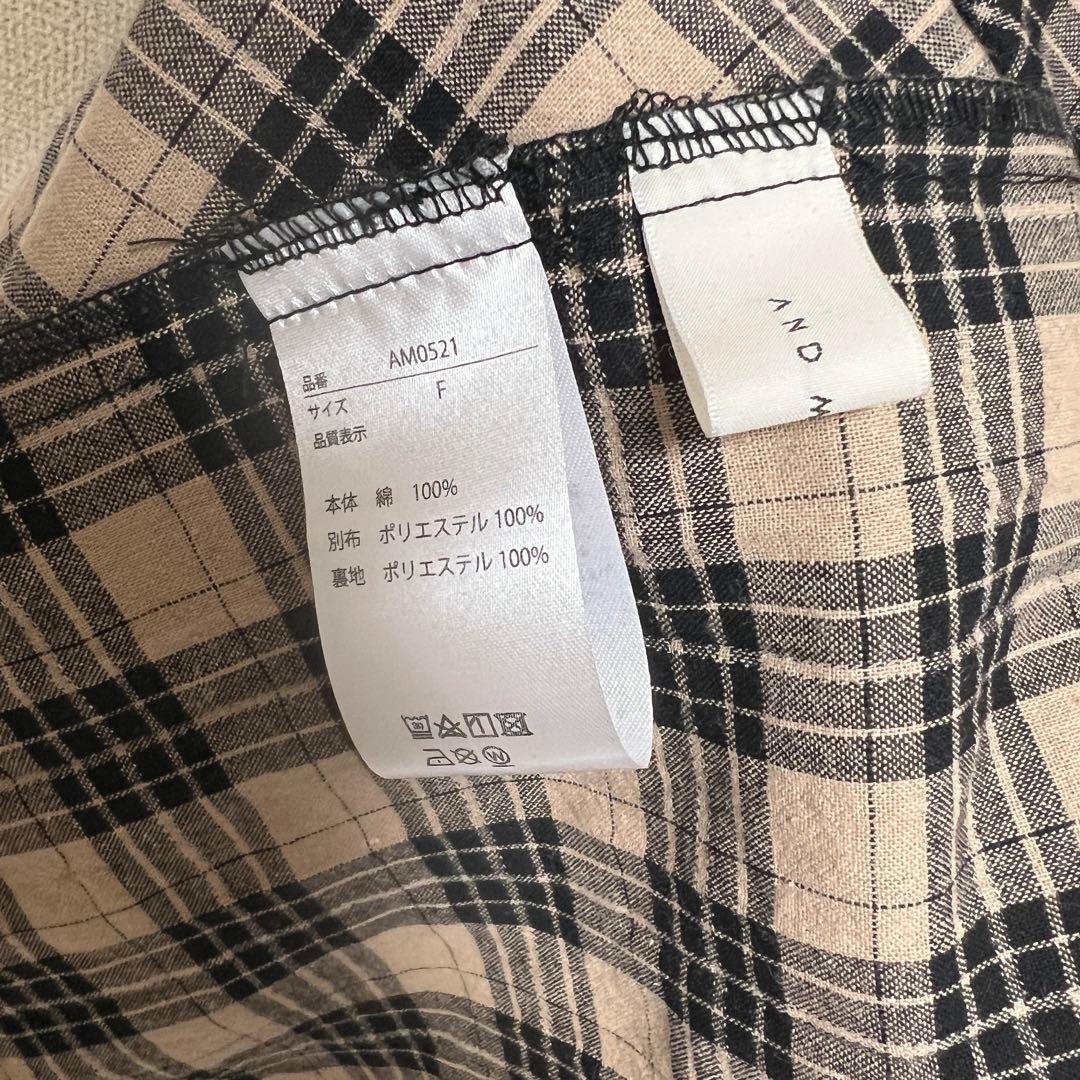 品番 AM0521
サイズ F
品質表示
本体 綿 100%
別布 ポリエステル 100%
裏地 ポリエステル 100%
AND